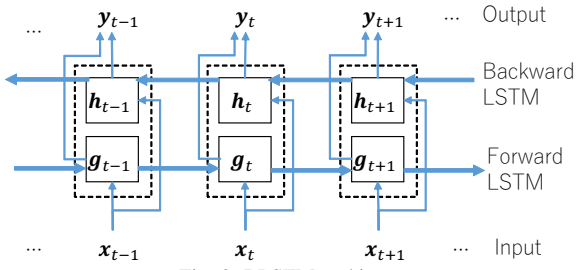 ... y_{t-1} y_t y_{t+1} ... Output
h_{t-1} h_t h_{t+1} Backward LSTM
g_{t-1} g_t g_{t+1} Forward LSTM
... x_{t-1} x_t x_{t+1} ... Input